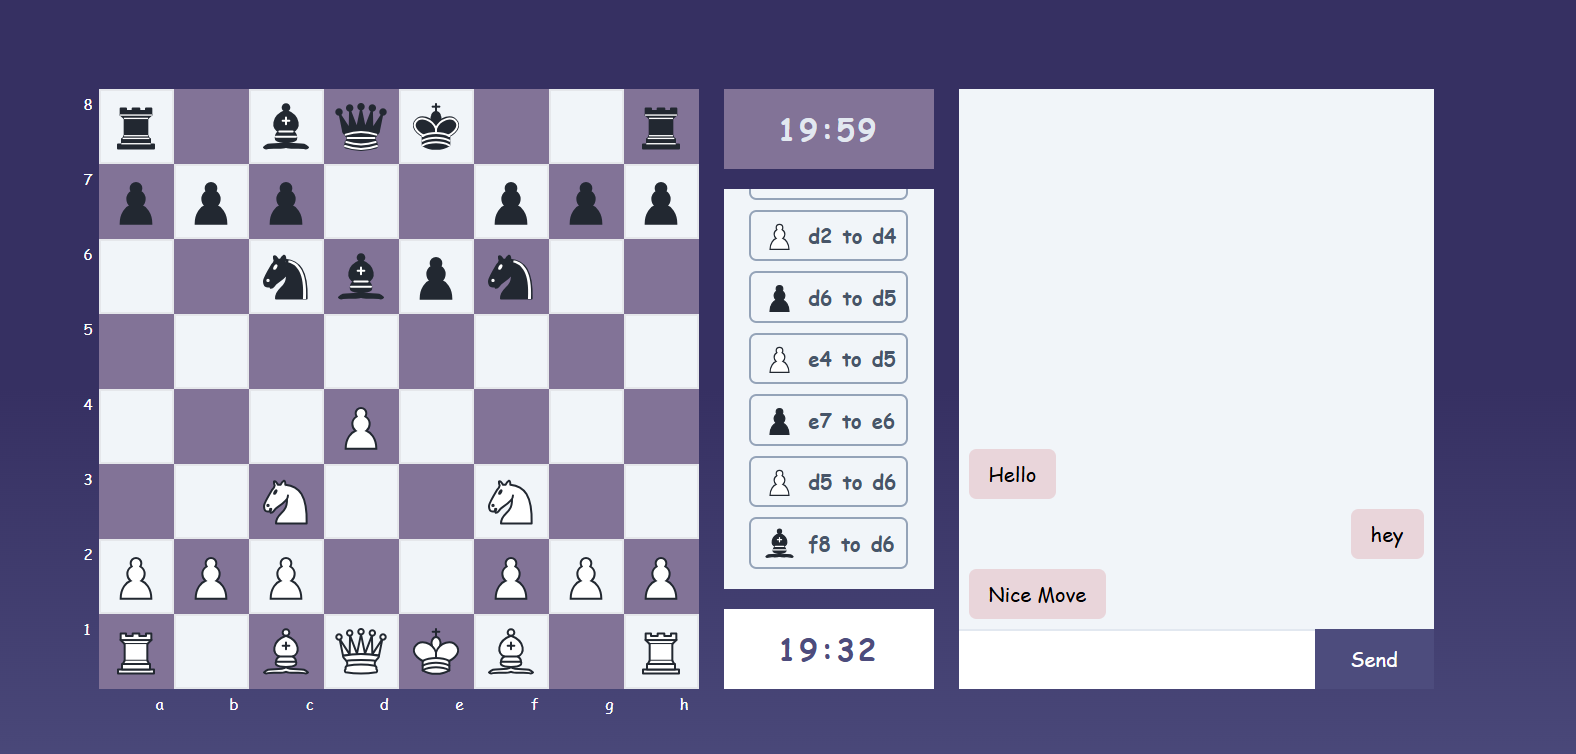 8
7
6
5
4
3
2
1
a b c d e f g h
19:59
d2 to d4
d6 to d5
e4 to d5
e7 to e6
d5 to d6
f8 to d6
19:32
Hello
hey
Nice Move
Send